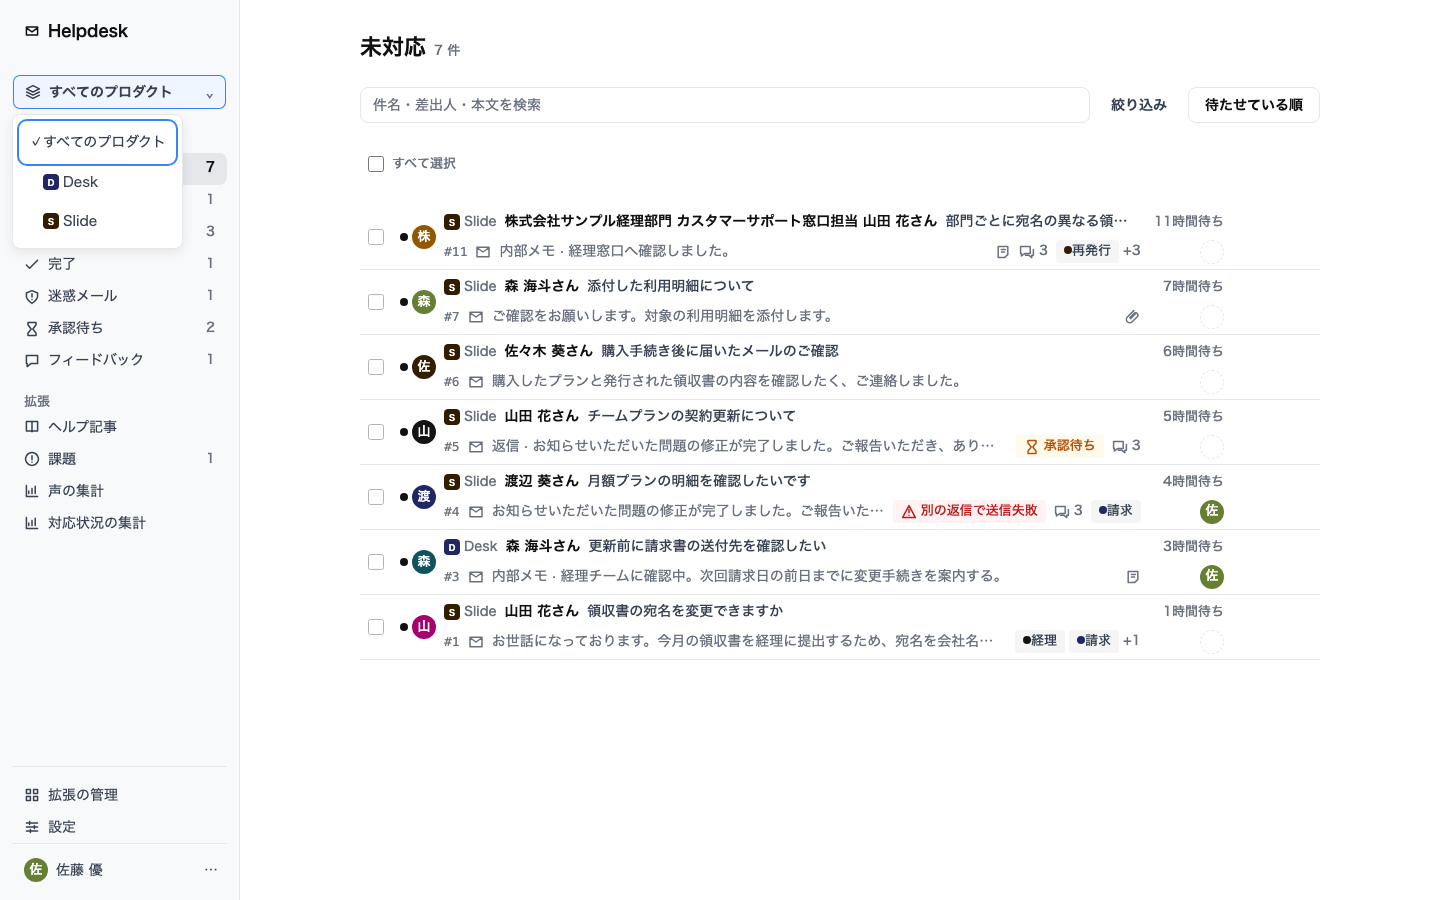 Helpdesk
すべてのプロダクト
✓すべてのプロダクト
D Desk
S Slide
7
1
3
完了 1
迷惑メール 1
承認待ち 2
フィードバック 1
拡張
ヘルプ記事
課題 1
声の集計
対応状況の集計
拡張の管理
設定
佐 佐藤 優 …
未対応 7 件
件名・差出人・本文を検索 絞り込み 待たせている順
すべて選択
株 S Slide 株式会社サンプル経理部門 カスタマーサポート窓口担当 山田 花さん 部門ごとに宛名の異なる領… 11時間待ち
#11 内部メモ · 経理窓口へ確認しました。 3 再発行 +3
森 S Slide 森 海斗さん 添付した利用明細について 7時間待ち
#7 ご確認をお願いします。対象の利用明細を添付します。
佐 S Slide 佐々木 葵さん 購入手続き後に届いたメールのご確認 6時間待ち
#6 購入したプランと発行された領収書の内容を確認したく、ご連絡しました。
山 S Slide 山田 花さん チームプランの契約更新について 5時間待ち
#5 返信 · お知らせいただいた問題の修正が完了しました。ご報告いただき、あり… 承認待ち 3
渡 S Slide 渡辺 葵さん 月額プランの明細を確認したいです 4時間待ち
#4 お知らせいただいた問題の修正が完了しました。ご報告いた… 別の返信で送信失敗 3 請求 佐
森 D Desk 森 海斗さん 更新前に請求書の送付先を確認したい 3時間待ち
#3 内部メモ · 経理チームに確認中。次回請求日の前日までに変更手続きを案内する。 佐
山 S Slide 山田 花さん 領収書の宛名を変更できますか 1時間待ち
#1 お世話になっております。今月の領収書を経理に提出するため、宛名を会社名… 経理 請求 +1